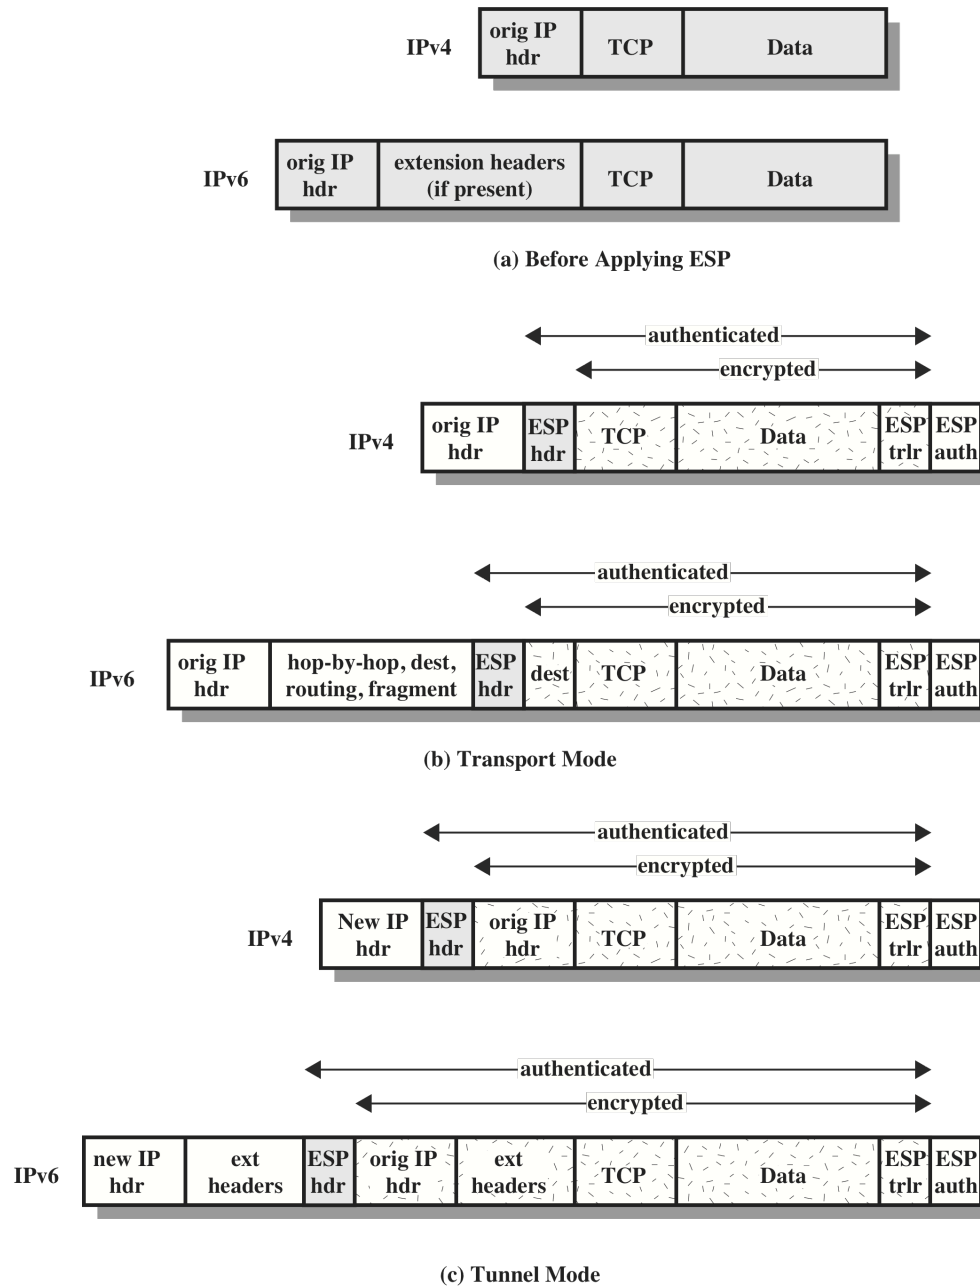 IPv4
orig IP
hdr
TCP
Data
IPv6
orig IP
hdr
extension headers
(if present)
TCP
Data
(a) Before Applying ESP
authenticated
encrypted
IPv4
orig IP
hdr
ESP
hdr
TCP
Data
ESP
trlr
ESP
auth
authenticated
encrypted
IPv6
orig IP
hdr
hop-by-hop, dest,
routing, fragment
ESP
hdr
dest
TCP
Data
ESP
trlr
ESP
auth
(b) Transport Mode
authenticated
encrypted
IPv4
New IP
hdr
ESP
hdr
orig IP
hdr
TCP
Data
ESP
trlr
ESP
auth
authenticated
encrypted
IPv6
new IP
hdr
ext
headers
ESP
hdr
orig IP
hdr
ext
headers
TCP
Data
ESP
trlr
ESP
auth
(c) Tunnel Mode